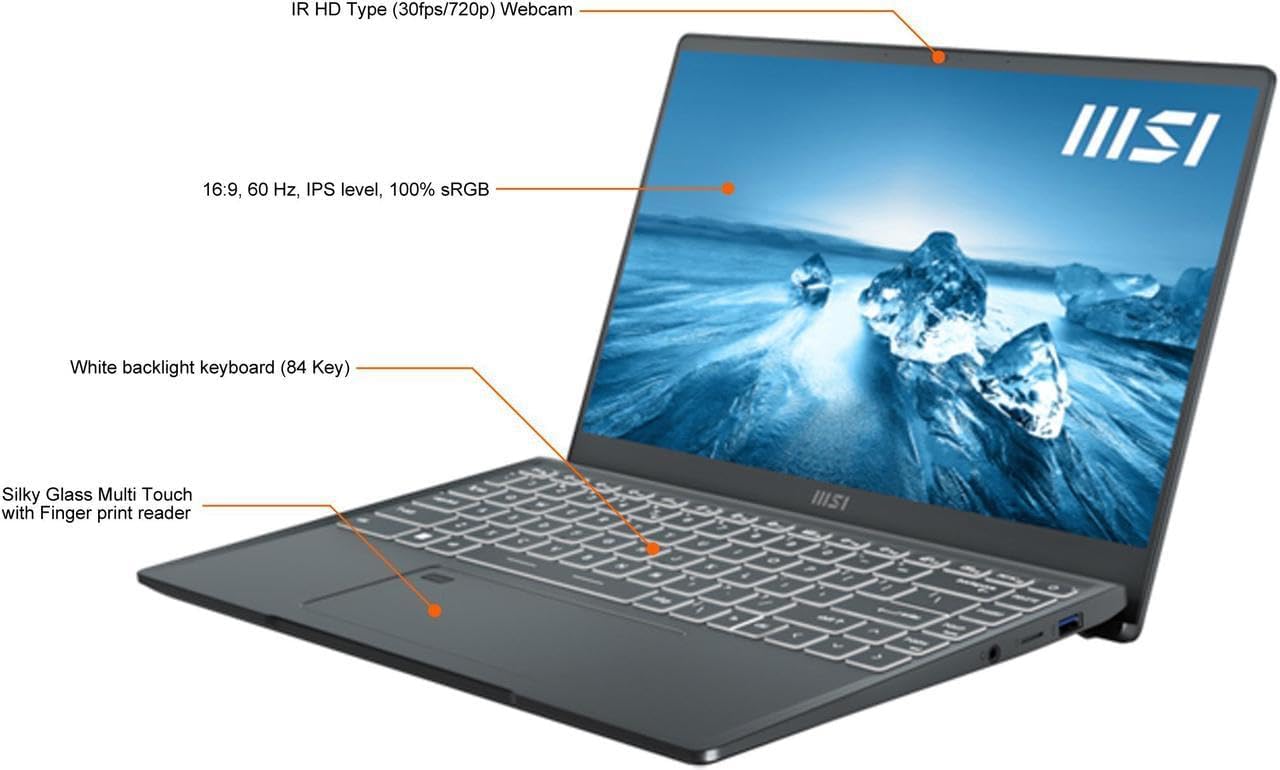 IR HD Type (30fps/720p) Webcam
msi
16:9, 60 Hz, IPS level, 100% sRGB
White backlight keyboard (84 Key)
Silky Glass Multi Touch
with Finger print reader
msi